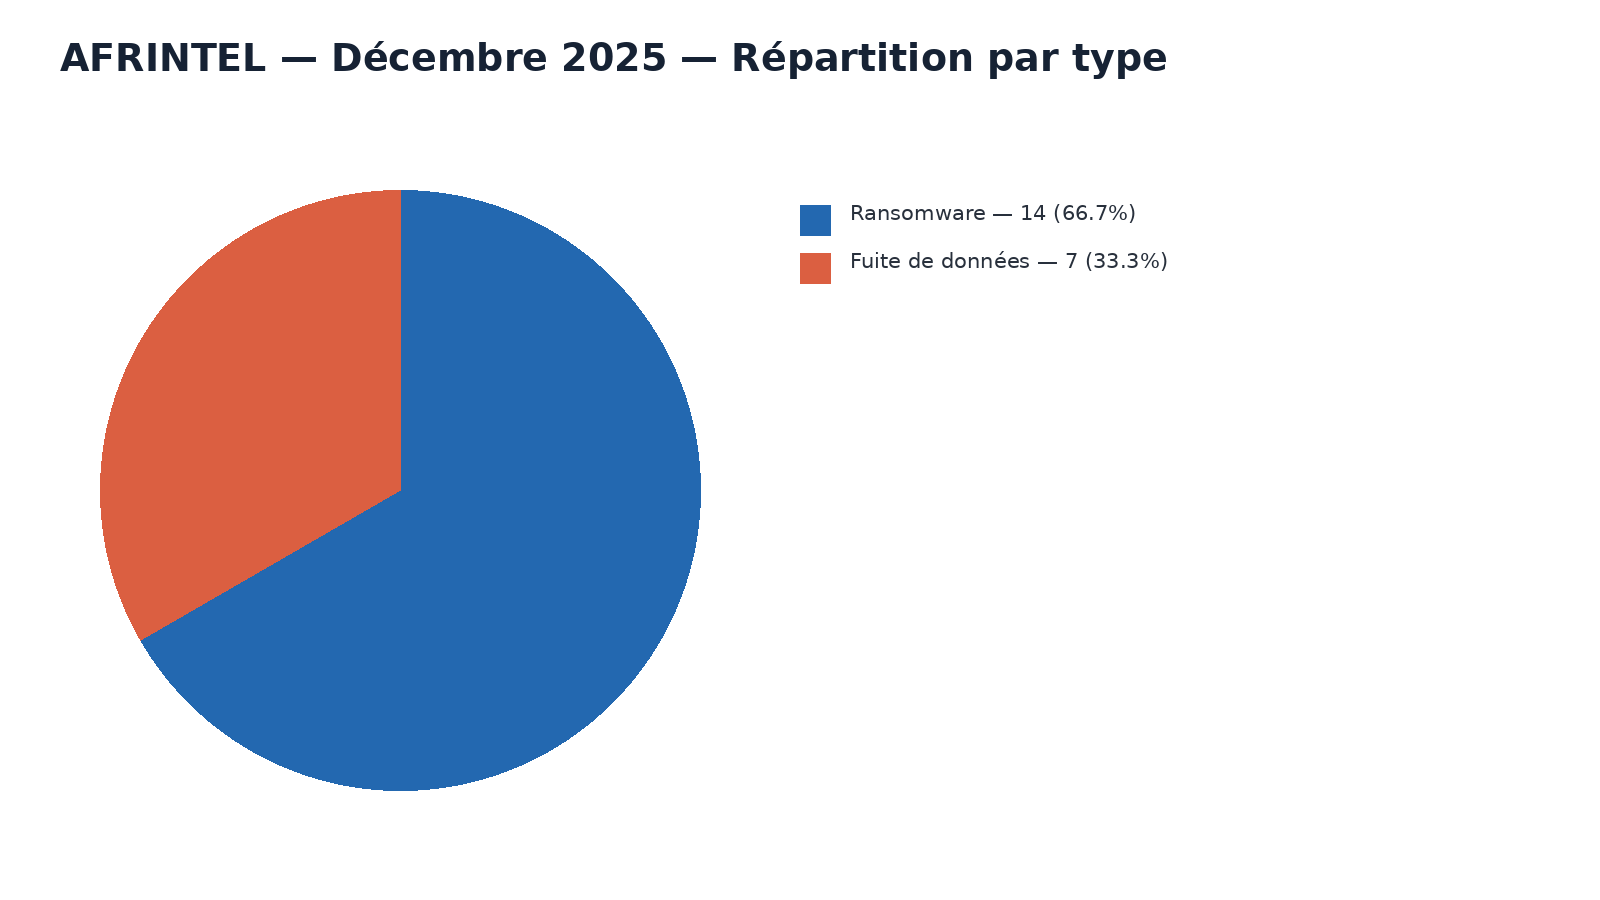 AFRINTEL — Décembre 2025 — Répartition par type
Ransomware — 14 (66.7%)
Fuite de données — 7 (33.3%)